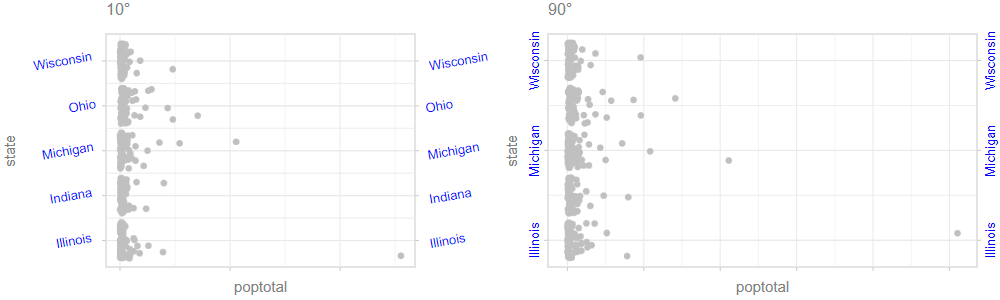 10°
Wisconsin
Ohio
Michigan
Indiana
Illinois
state
Wisconsin
Ohio
Michigan
Indiana
Illinois
poptotal
90°
Wisconsin
Michigan
Illinois
state
Wisconsin
Michigan
Illinois
poptotal